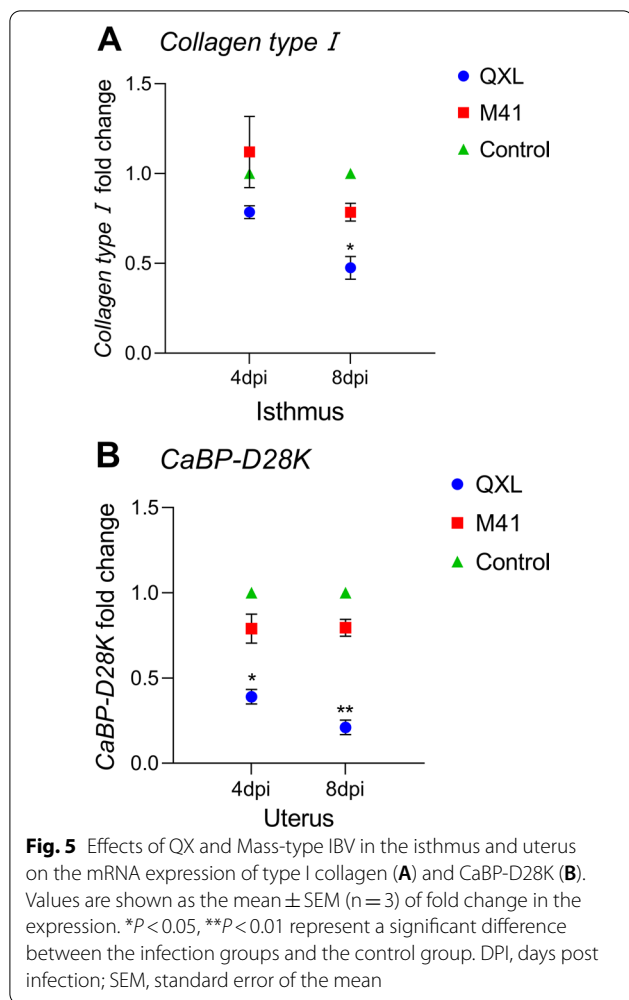 A Collagen type I
Collagen type I fold change
1.5
1.0
0.5
0.0
*
4dpi 8dpi
Isthmus
QXL
M41
Control
B CaBP-D28K
CaBP-D28K fold change
1.5
1.0
0.5
0.0
*
**
4dpi 8dpi
Uterus
QXL
M41
Control
Fig. 5 Effects of QX and Mass-type IBV in the isthmus and uterus
on the mRNA expression of type I collagen (A) and CaBP-D28K (B).
Values are shown as the mean ± SEM (n = 3) of fold change in the
expression. *P < 0.05, **P < 0.01 represent a significant difference
between the infection groups and the control group. DPI, days post
infection; SEM, standard error of the mean